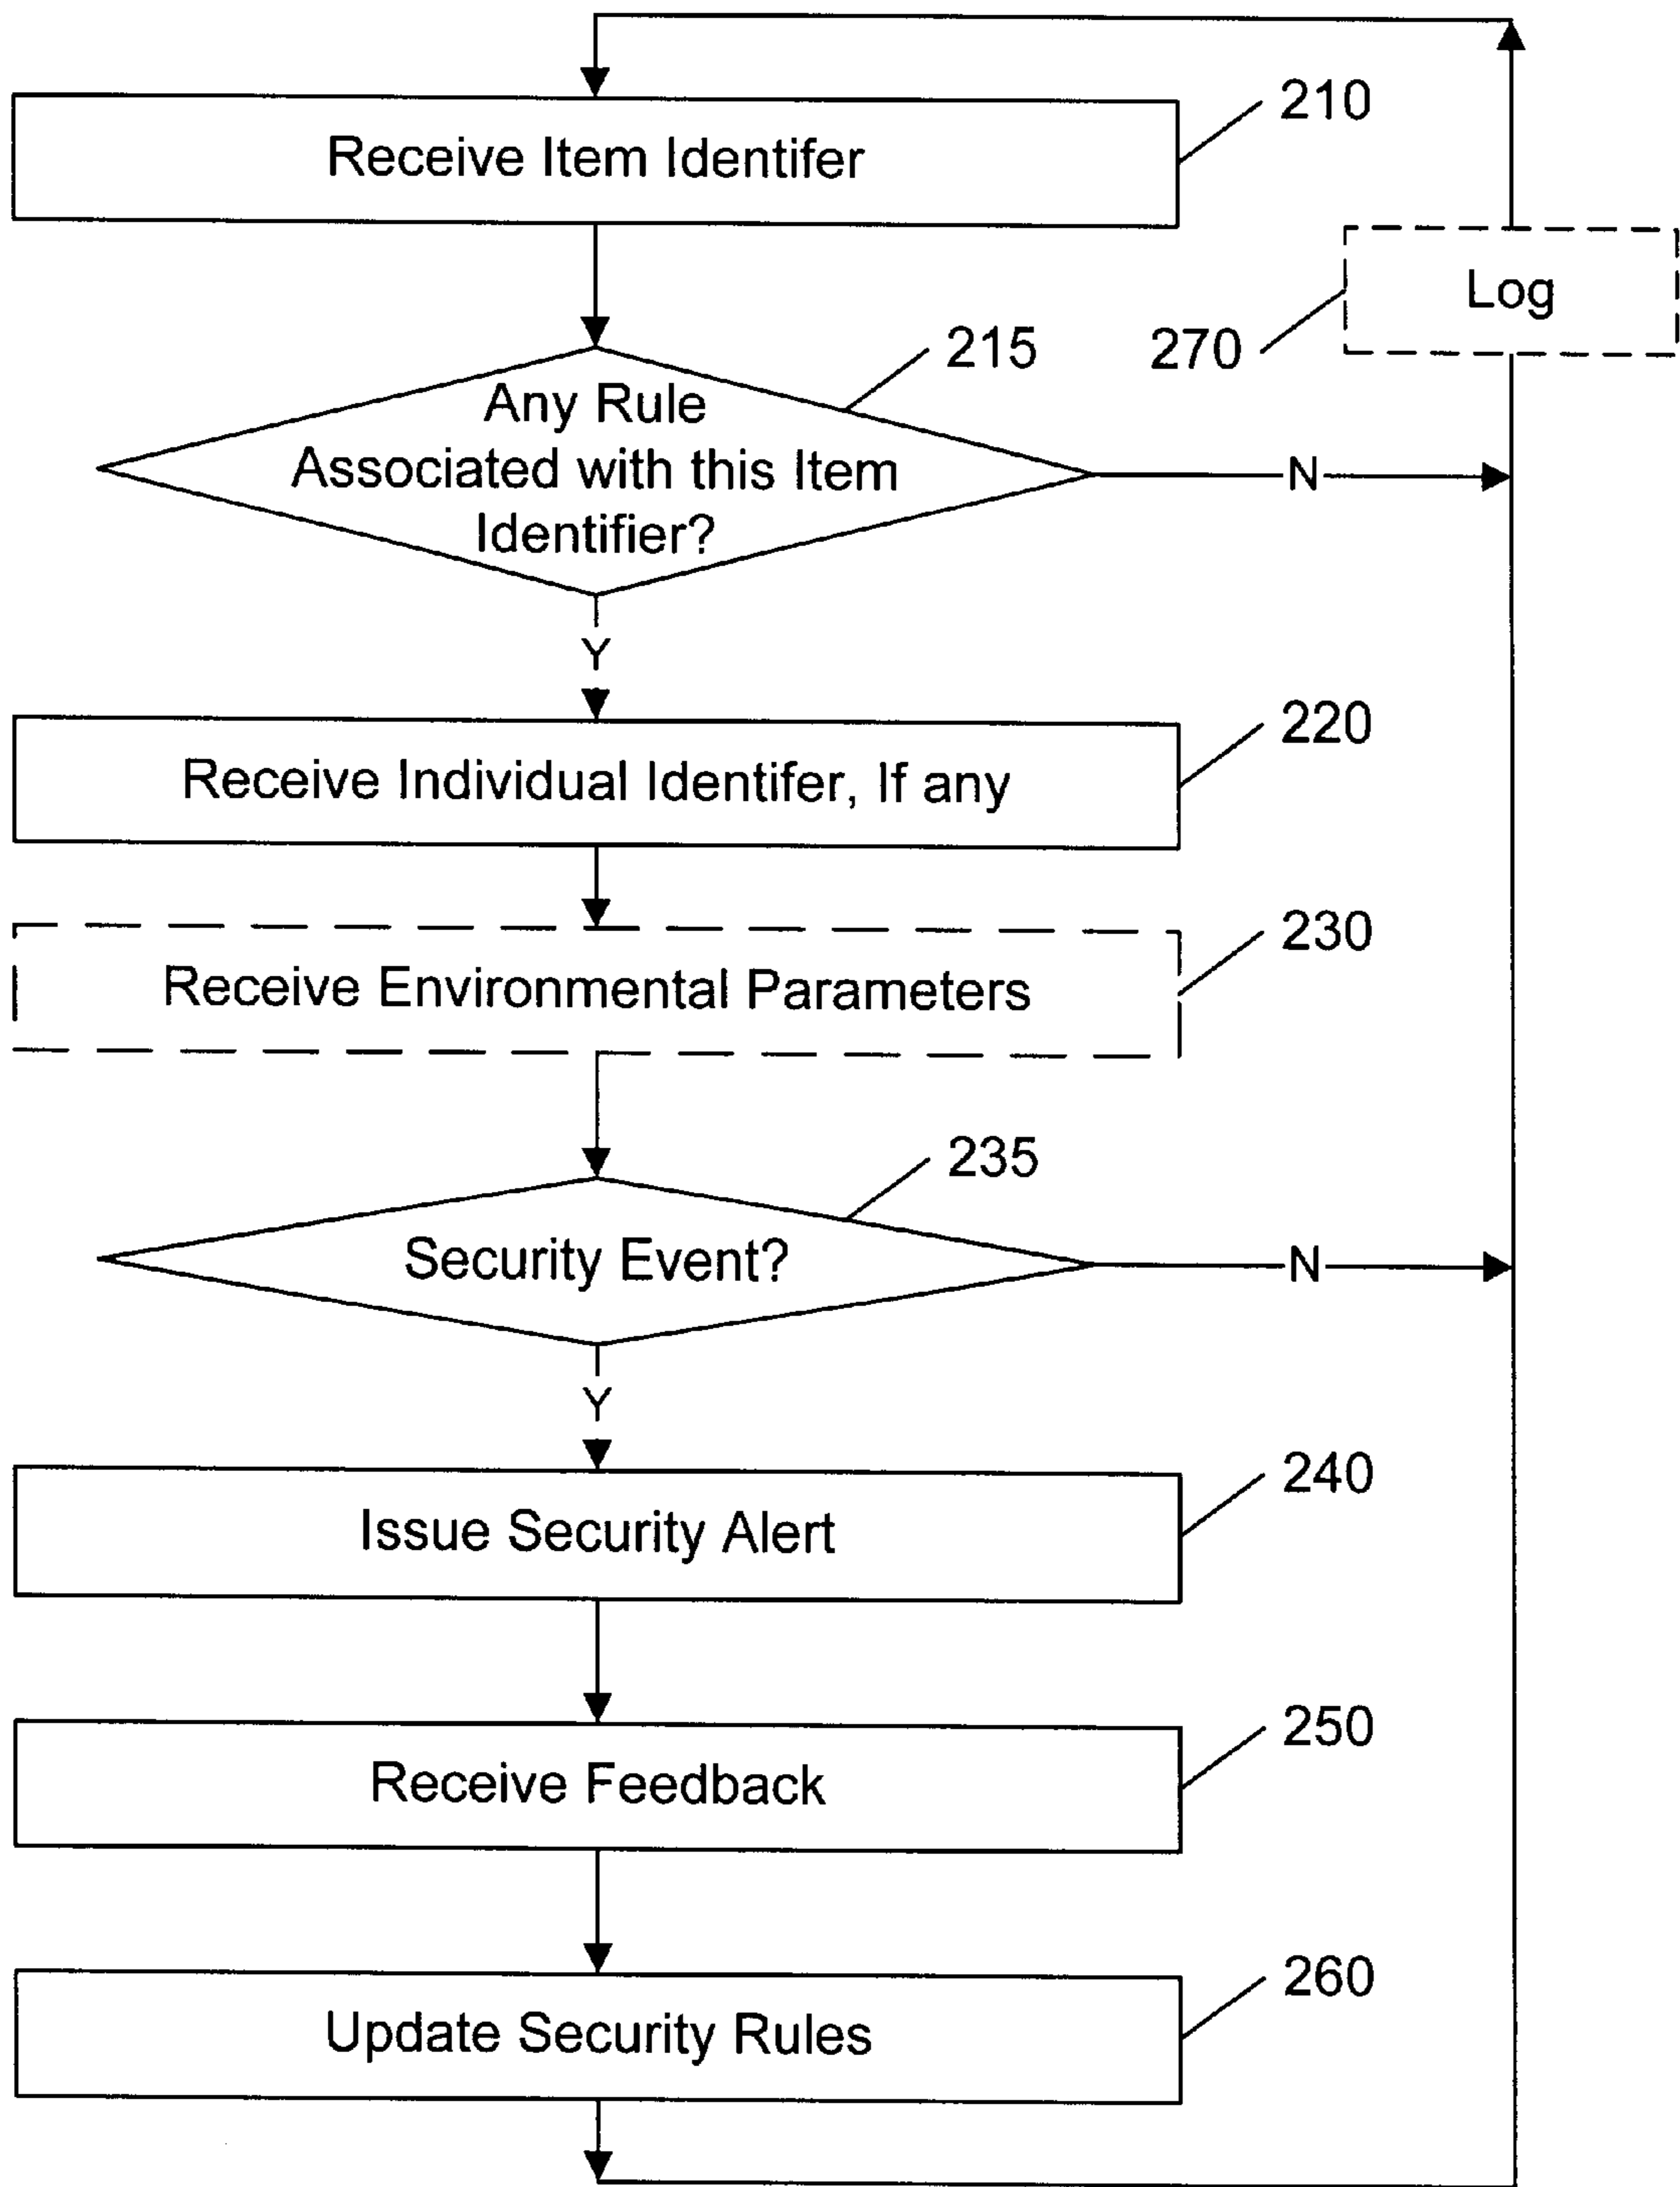 210
Receive Item Identifer
Log
270
215
Any Rule
Associated with this Item
Identifier?
N
Y
220
Receive Individual Identifer, If any
230
Receive Environmental Parameters
235
Security Event?
N
Y
240
Issue Security Alert
250
Receive Feedback
260
Update Security Rules